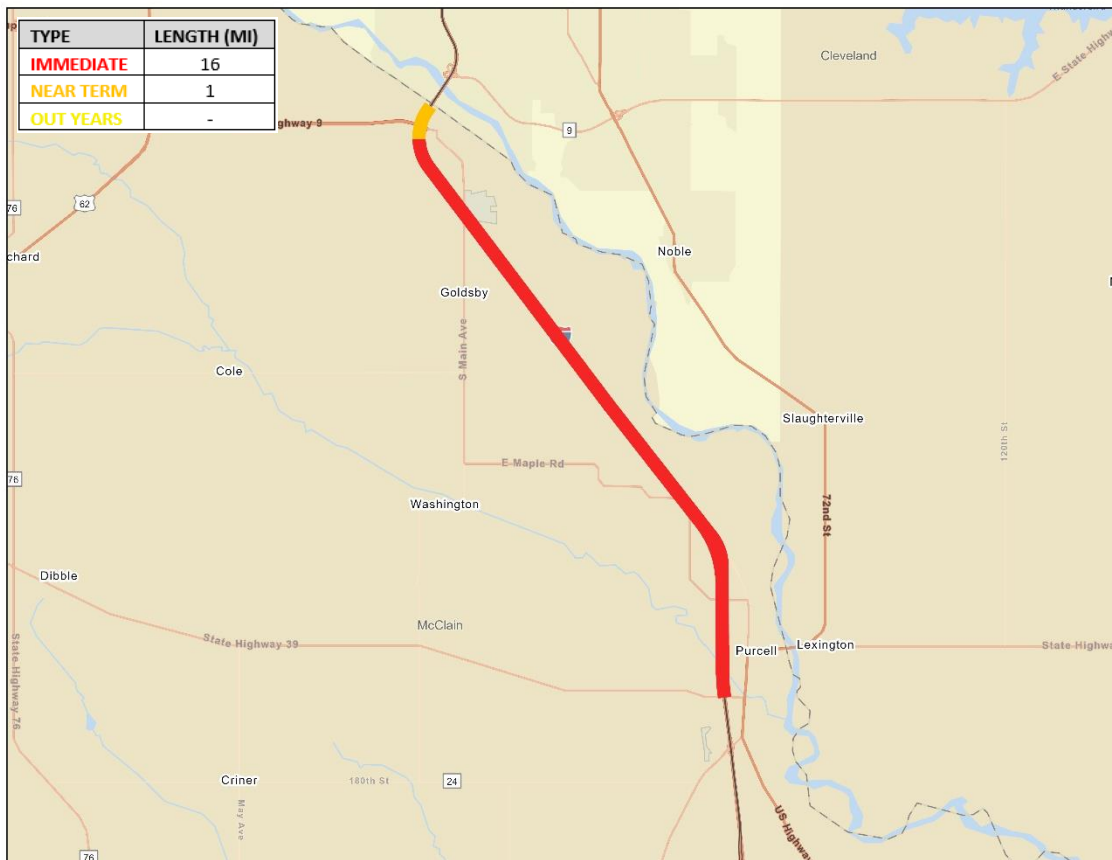 TYPE LENGTH (MI)
IMMEDIATE 16
NEAR TERM 1
OUT YEARS -
Cleveland
E State Highway
ghway 9
9
62
76
chard
Noble
Goldsby
S Main Ave
Cole
Slaughterville
120th St
E Maple Rd
76
Washington
72nd St
Dibble
McClain
State Highway 39
Purcell
Lexington
State Highway
State Highway 76
Criner
180th St
24
May Ave
US Highway
76